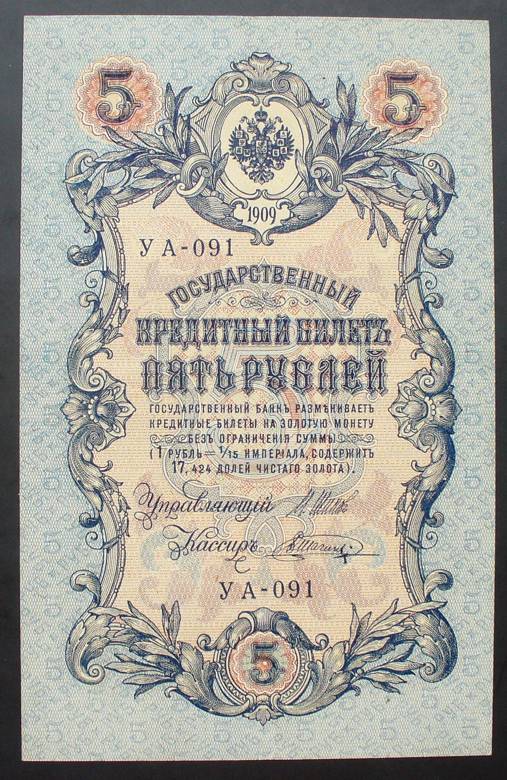 5 5
1909
УА-091
ГОСУДАРСТВЕННЫЙ
КРЕДИТНЫЙ БИЛЕТЪ
ПЯТЬ РУБЛЕЙ
ГОСУДАРСТВЕННЫЙ БАНКЪ РАЗМѢНИВАЕТЪ
КРЕДИТНЫЕ БИЛЕТЫ НА ЗОЛОТУЮ МОНЕТУ
БЕЗЪ ОГРАНИЧЕНІЯ СУММЫ
(1 РУБЛЬ = 1/15 ИМПЕРІАЛА, СОДЕРЖИТЪ
17,424 ДОЛЕЙ ЧИСТАГО ЗОЛОТА).
Управляющій
Кассиръ
УА-091
5